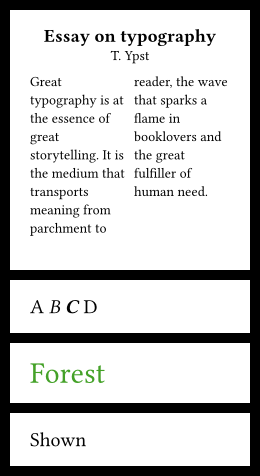 Essay on typography
T. Ypst
Great
typography is at
the essence of
great
storytelling. It is
the medium that
transports
meaning from
parchment to
reader, the wave
that sparks a
flame in
booklovers and
the great
fulfiller of
human need.
A B C D
Forest
Shown